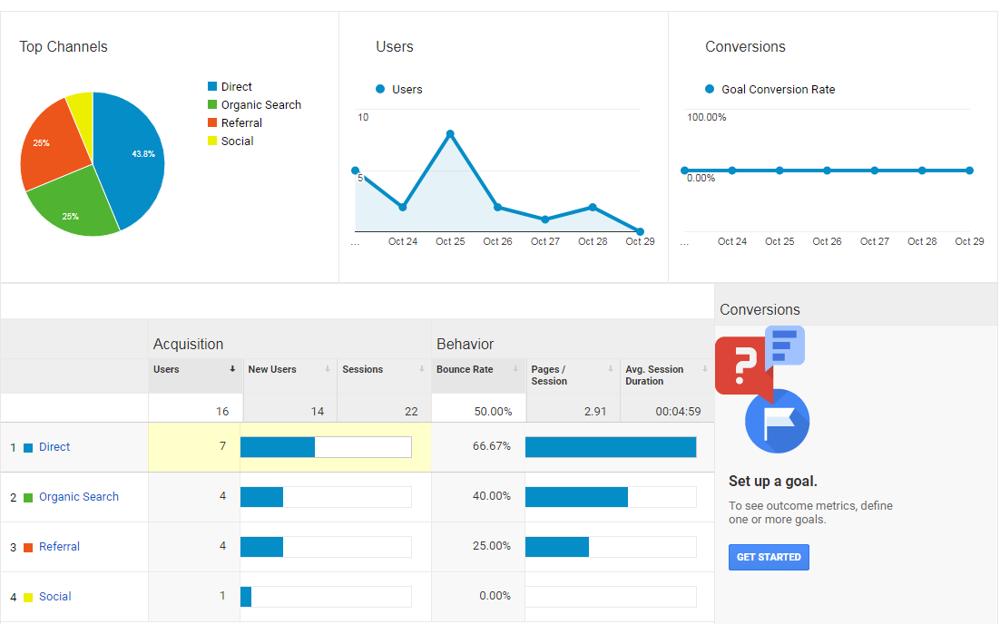 Top Channels
Direct
Organic Search
Referral
Social
43.8%
25%
25%
Users
Users
10
5
... Oct 24 Oct 25 Oct 26 Oct 27 Oct 28 Oct 29
Conversions
Goal Conversion Rate
100.00%
0.00%
... Oct 24 Oct 25 Oct 26 Oct 27 Oct 28 Oct 29
Acquisition Behavior
Users New Users Sessions Bounce Rate Pages / Session Avg. Session Duration
16 14 22 50.00% 2.91 00:04:59
1 Direct 7 66.67%
2 Organic Search 4 40.00%
3 Referral 4 25.00%
4 Social 1 0.00%
Conversions
?
Set up a goal.
To see outcome metrics, define
one or more goals.
GET STARTED